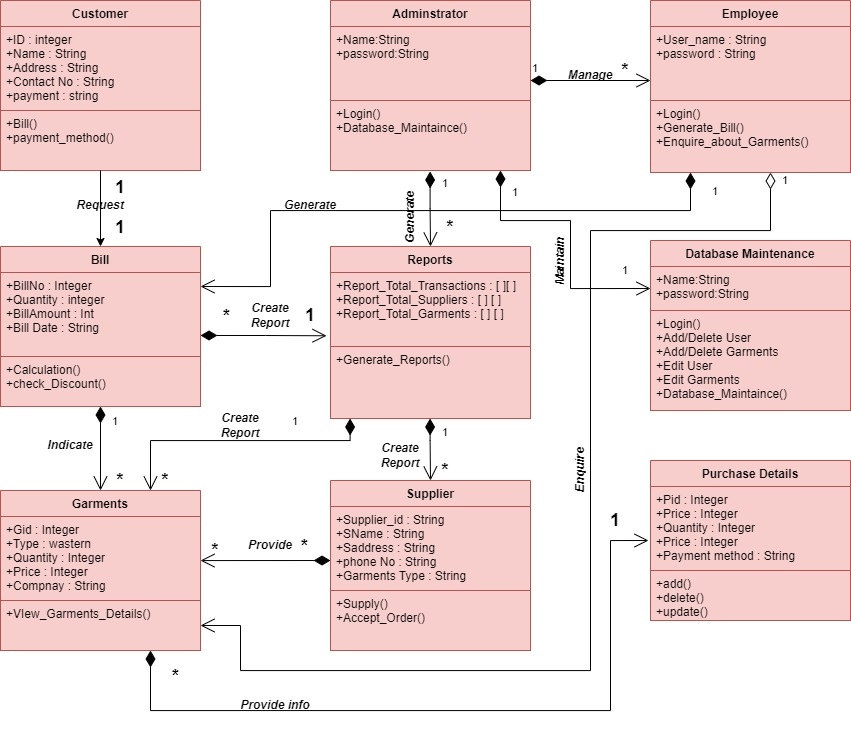 Customer
+ID : integer
+Name : String
+Address : String
+Contact No : String
+payment : string
+Bill()
+payment_method()
Adminstrator
+Name:String
+password:String
+Login()
+Database_Maintaince()
Employee
+User_name : String
+password : String
+Login()
+Generate_Bill()
+Enquire_about_Garments()
1
Manage
*
1
Request
1
Generate
1
Generate
1
*
1
Maintain
1
1
1
Bill
+BillNo : Integer
+Quantity : integer
+BillAmount : Int
+Bill Date : String
+Calculation()
+check_Discount()
*
Create
Report
1
Reports
+Report_Total_Transactions : [ ][ ]
+Report_Total_Suppliers : [ ] [ ]
+Report_Total_Garments : [ ] [ ]
+Generate_Reports()
Database Maintenance
+Name:String
+password:String
+Login()
+Add/Delete User
+Add/Delete Garments
+Edit User
+Edit Garments
+Database_Maintaince()
1
Indicate
*
Create
Report
1
*
1
Create
Report
*
Enquire
Garments
+Gid : Integer
+Type : wastern
+Quantity : Integer
+Price : Integer
+Compnay : String
+VIew_Garments_Details()
*
Provide
*
Supplier
+Supplier_id : String
+SName : String
+Saddress : String
+phone No : String
+Garments Type : String
+Supply()
+Accept_Order()
1
Purchase Details
+Pid : Integer
+Price : Integer
+Quantity : Integer
+Price : Integer
+Payment method : String
+add()
+delete()
+update()
*
Provide info